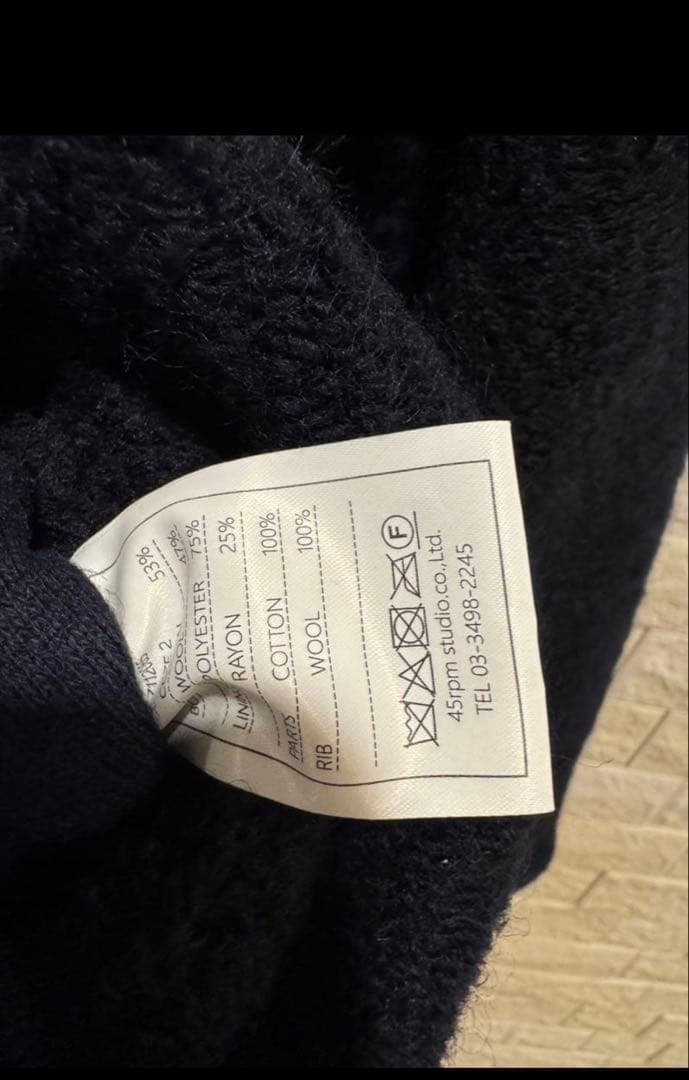 53%
WOOL 47%
POLYESTER 75%
RAYON 25%
COTTON 100%
PARTS
WOOL 100%
RIB
F
45rpm studio.co.,Ltd.
TEL 03-3498-2245